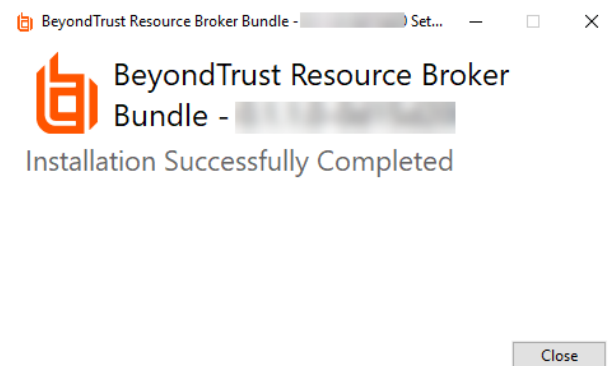 BeyondTrust Resource Broker Bundle - ) Set...
BeyondTrust Resource Broker
Bundle -
Installation Successfully Completed
Close